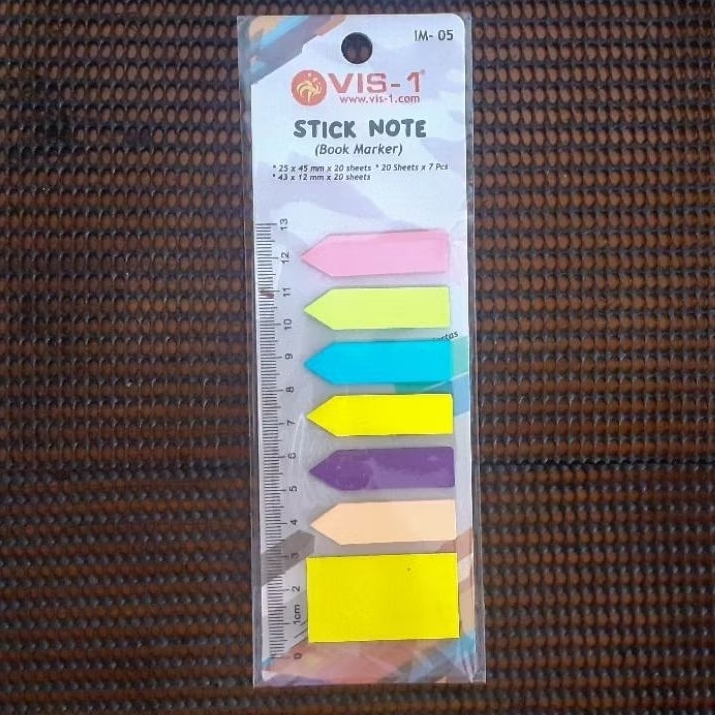 IM- 05
VIS-1®
www.vis-1.com
STICK NOTE
(Book Marker)
* 25 x 45 mm x 20 sheets * 20 Sheets x 7 Pcs
* 43 x 12 mm x 20 sheets
13
12
11
10
9
8
7
6
5
4
3
2
1cm
0